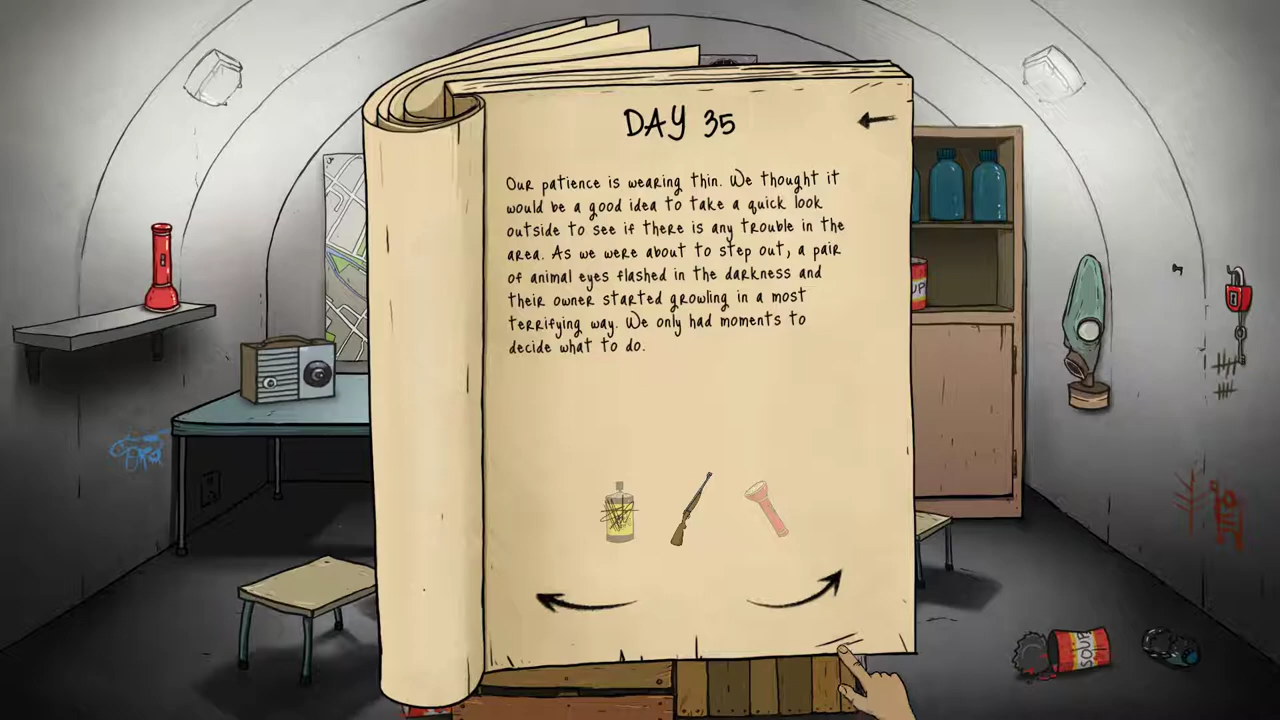 DAY 35
Our patience is wearing thin. We thought it
would be a good idea to take a quick look
outside to see if there is any trouble in the
area. As we were about to step out, a pair
of animal eyes flashed in the darkness and
their owner started growling in a most
terrifying way. We only had moments to
decide what to do.
UP
SOUP